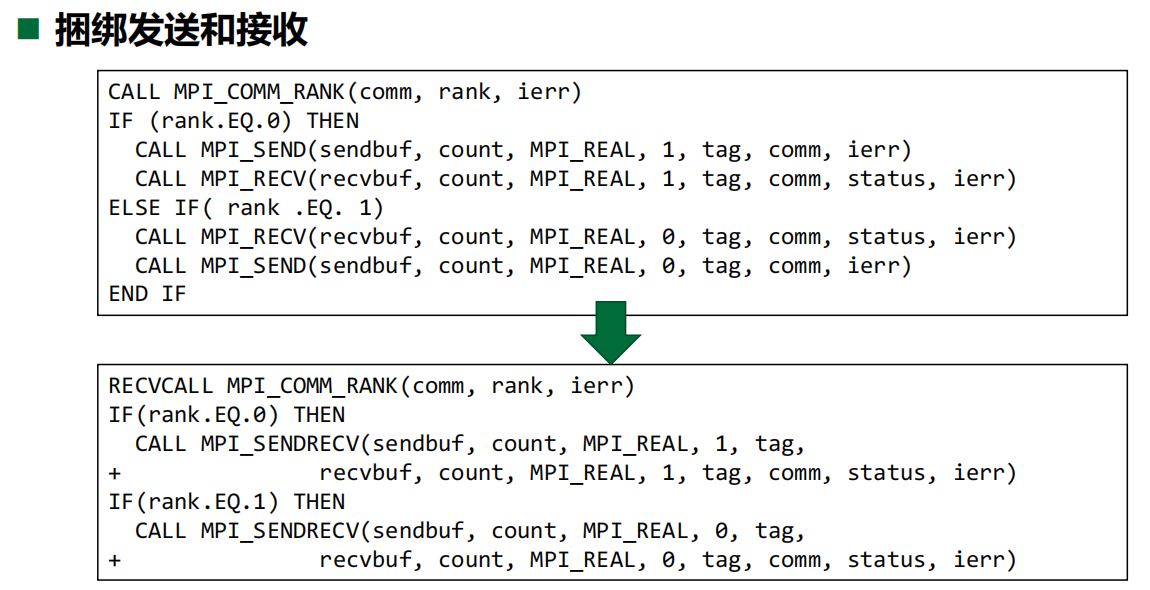 捆绑发送和接收
CALL MPI_COMM_RANK(comm, rank, ierr)
IF (rank.EQ.0) THEN
  CALL MPI_SEND(sendbuf, count, MPI_REAL, 1, tag, comm, ierr)
  CALL MPI_RECV(recvbuf, count, MPI_REAL, 1, tag, comm, status, ierr)
ELSE IF( rank .EQ. 1)
  CALL MPI_RECV(recvbuf, count, MPI_REAL, 0, tag, comm, status, ierr)
  CALL MPI_SEND(sendbuf, count, MPI_REAL, 0, tag, comm, ierr)
END IF
RECVCALL MPI_COMM_RANK(comm, rank, ierr)
IF(rank.EQ.0) THEN
  CALL MPI_SENDRECV(sendbuf, count, MPI_REAL, 1, tag,
+               recvbuf, count, MPI_REAL, 1, tag, comm, status, ierr)
IF(rank.EQ.1) THEN
  CALL MPI_SENDRECV(sendbuf, count, MPI_REAL, 0, tag,
+               recvbuf, count, MPI_REAL, 0, tag, comm, status, ierr)